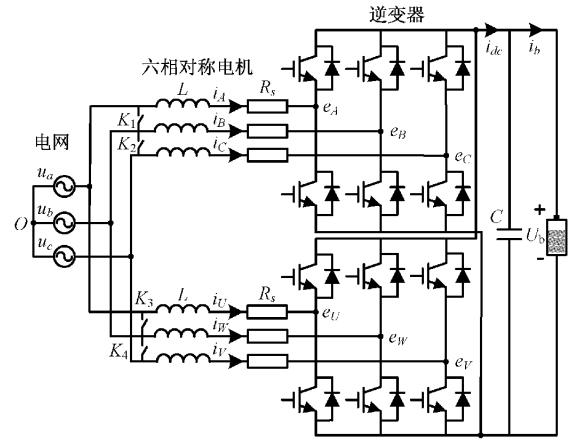 逆变器
i_dc
i_b
六相对称电机
L
i_A
R_s
e_A
K_1
i_B
e_B
K_2
i_C
e_C
电网
u_a
O
u_b
u_c
C
+
U_b
-
K_3
L
i_U
R_s
e_U
i_W
e_W
K_4
i_V
e_V